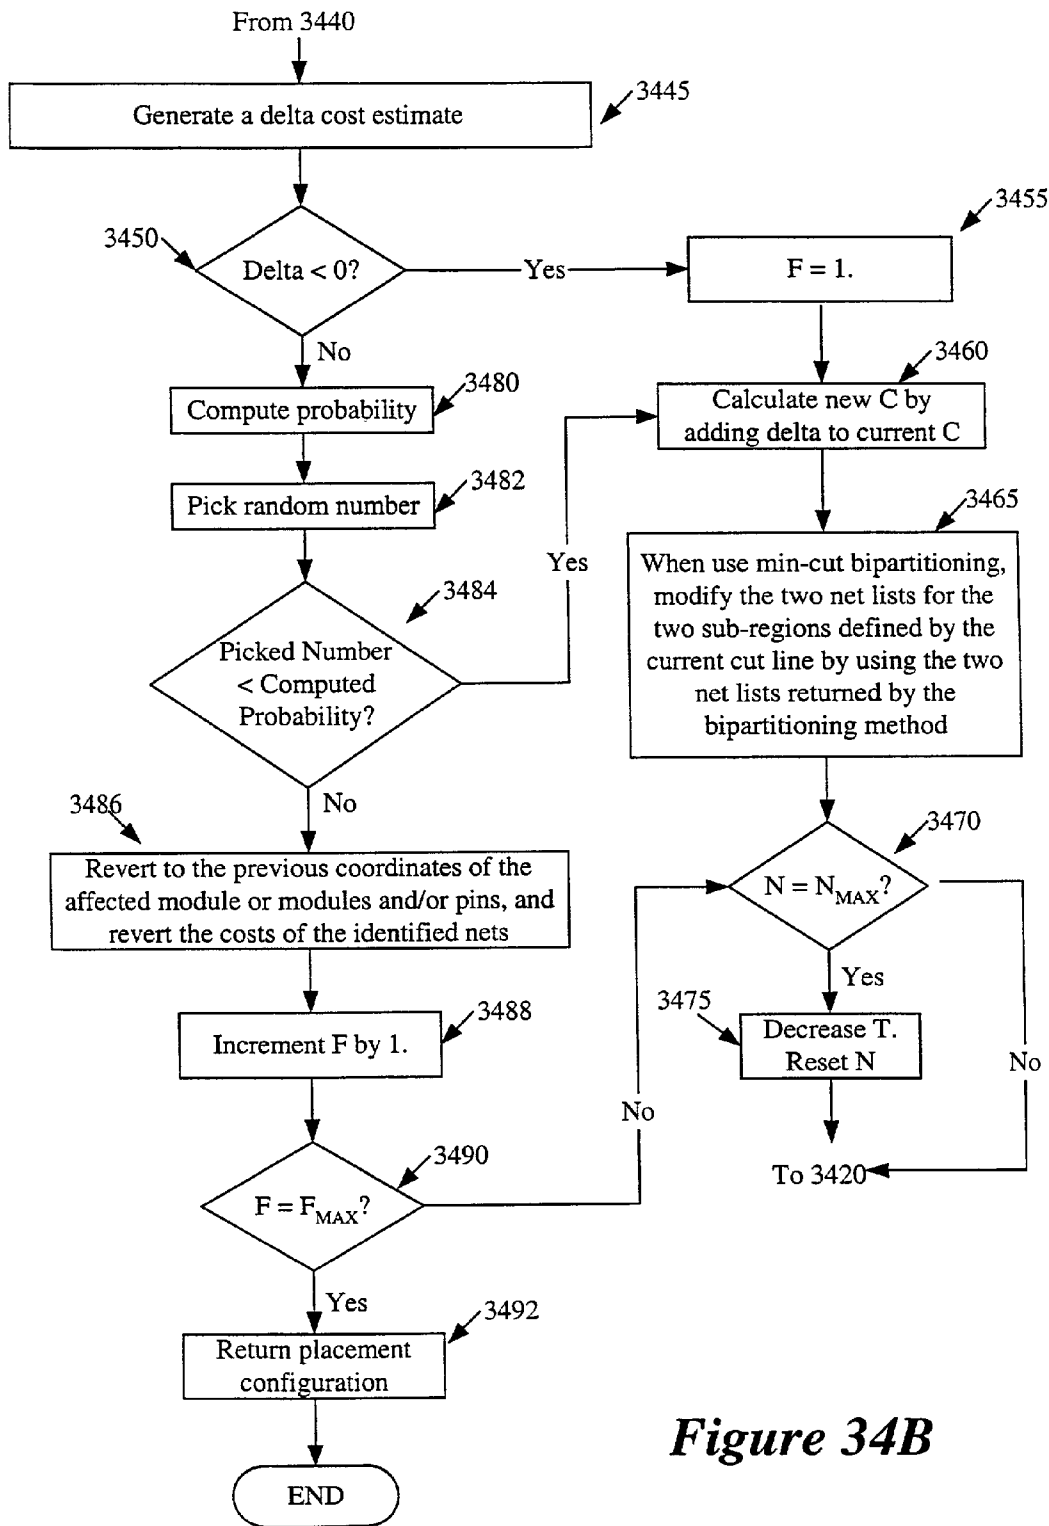 From 3440
Generate a delta cost estimate
3445
3450
Delta < 0?
Yes
3455
F = 1.
No
3460
Calculate new C by
adding delta to current C
3480
Compute probability
3482
Pick random number
3465
When use min-cut bipartitioning,
modify the two net lists for the
two sub-regions defined by the
current cut line by using the two
net lists returned by the
bipartitioning method
Yes
3484
Picked Number
< Computed
Probability?
No
3486
Revert to the previous coordinates of the
affected module or modules and/or pins, and
revert the costs of the identified nets
3470
N = NMAX?
Yes
3475
Decrease T.
Reset N
No
To 3420
3488
Increment F by 1.
No
3490
F = FMAX?
Yes
3492
Return placement
configuration
END
Figure 34B